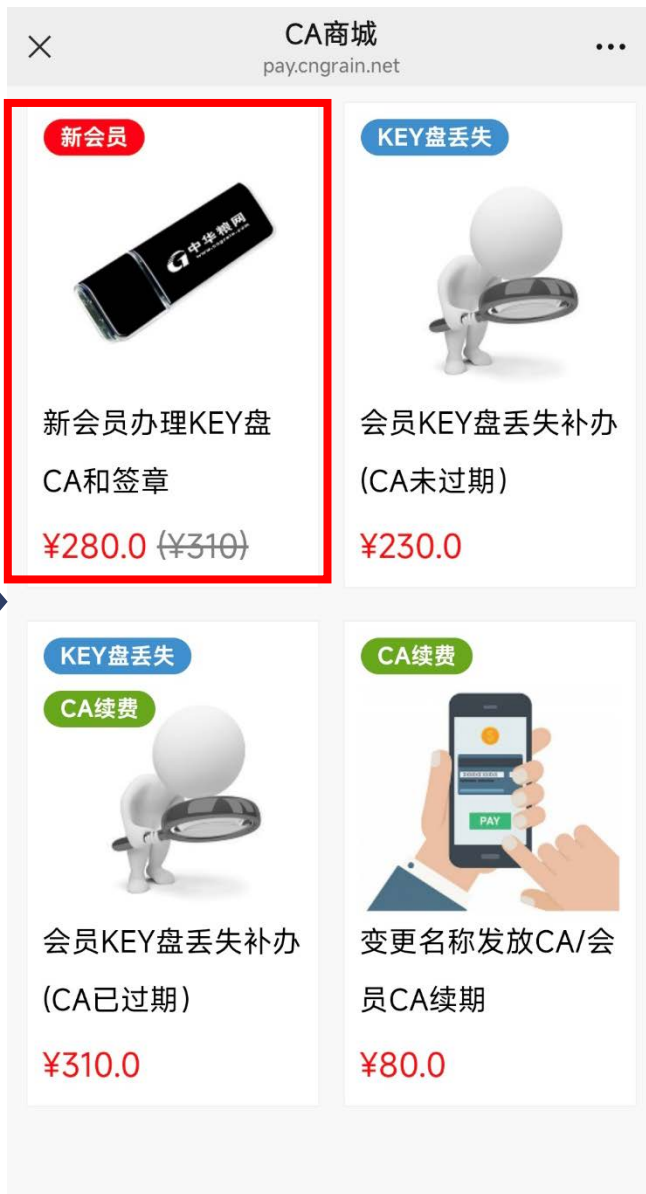 CA商城
pay.cngrain.net
新会员
中华粮网
www.cngrain.com
新会员办理KEY盘
CA和签章
¥280.0 (¥310)
KEY盘丢失
会员KEY盘丢失补办
(CA未过期)
¥230.0
KEY盘丢失
CA续费
会员KEY盘丢失补办
(CA已过期)
¥310.0
CA续费
PAY
变更名称发放CA/会
员CA续期
¥80.0